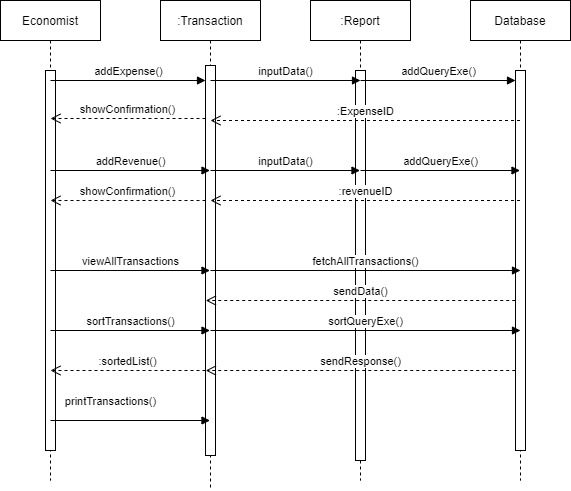 Economist
:Transaction
:Report
Database
addExpense()
inputData()
addQueryExe()
showConfirmation()
:ExpenseID
addRevenue()
inputData()
addQueryExe()
showConfirmation()
:revenueID
viewAllTransactions
fetchAllTransactions()
sendData()
sortTransactions()
sortQueryExe()
:sortedList()
sendResponse()
printTransactions()